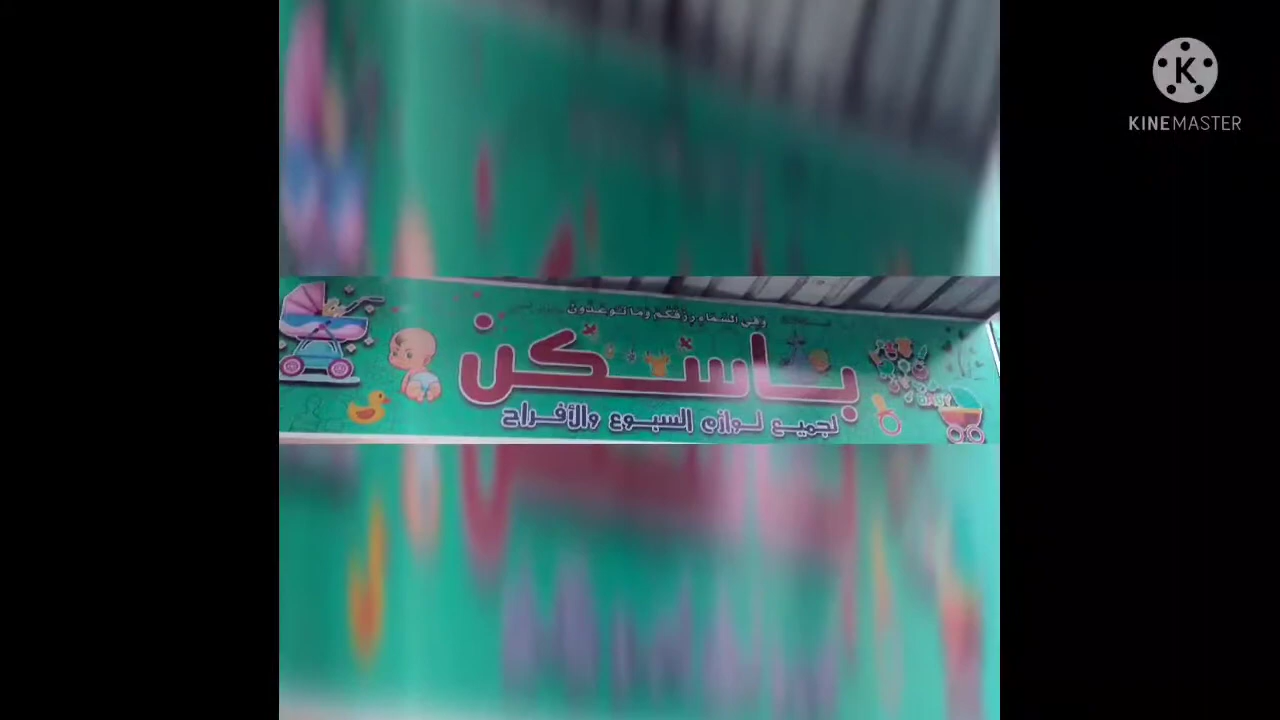 وفي السماء رزقكم وما توعدون
باسكن
لجميع لوازم السبوع والأفراح
KINEMASTER